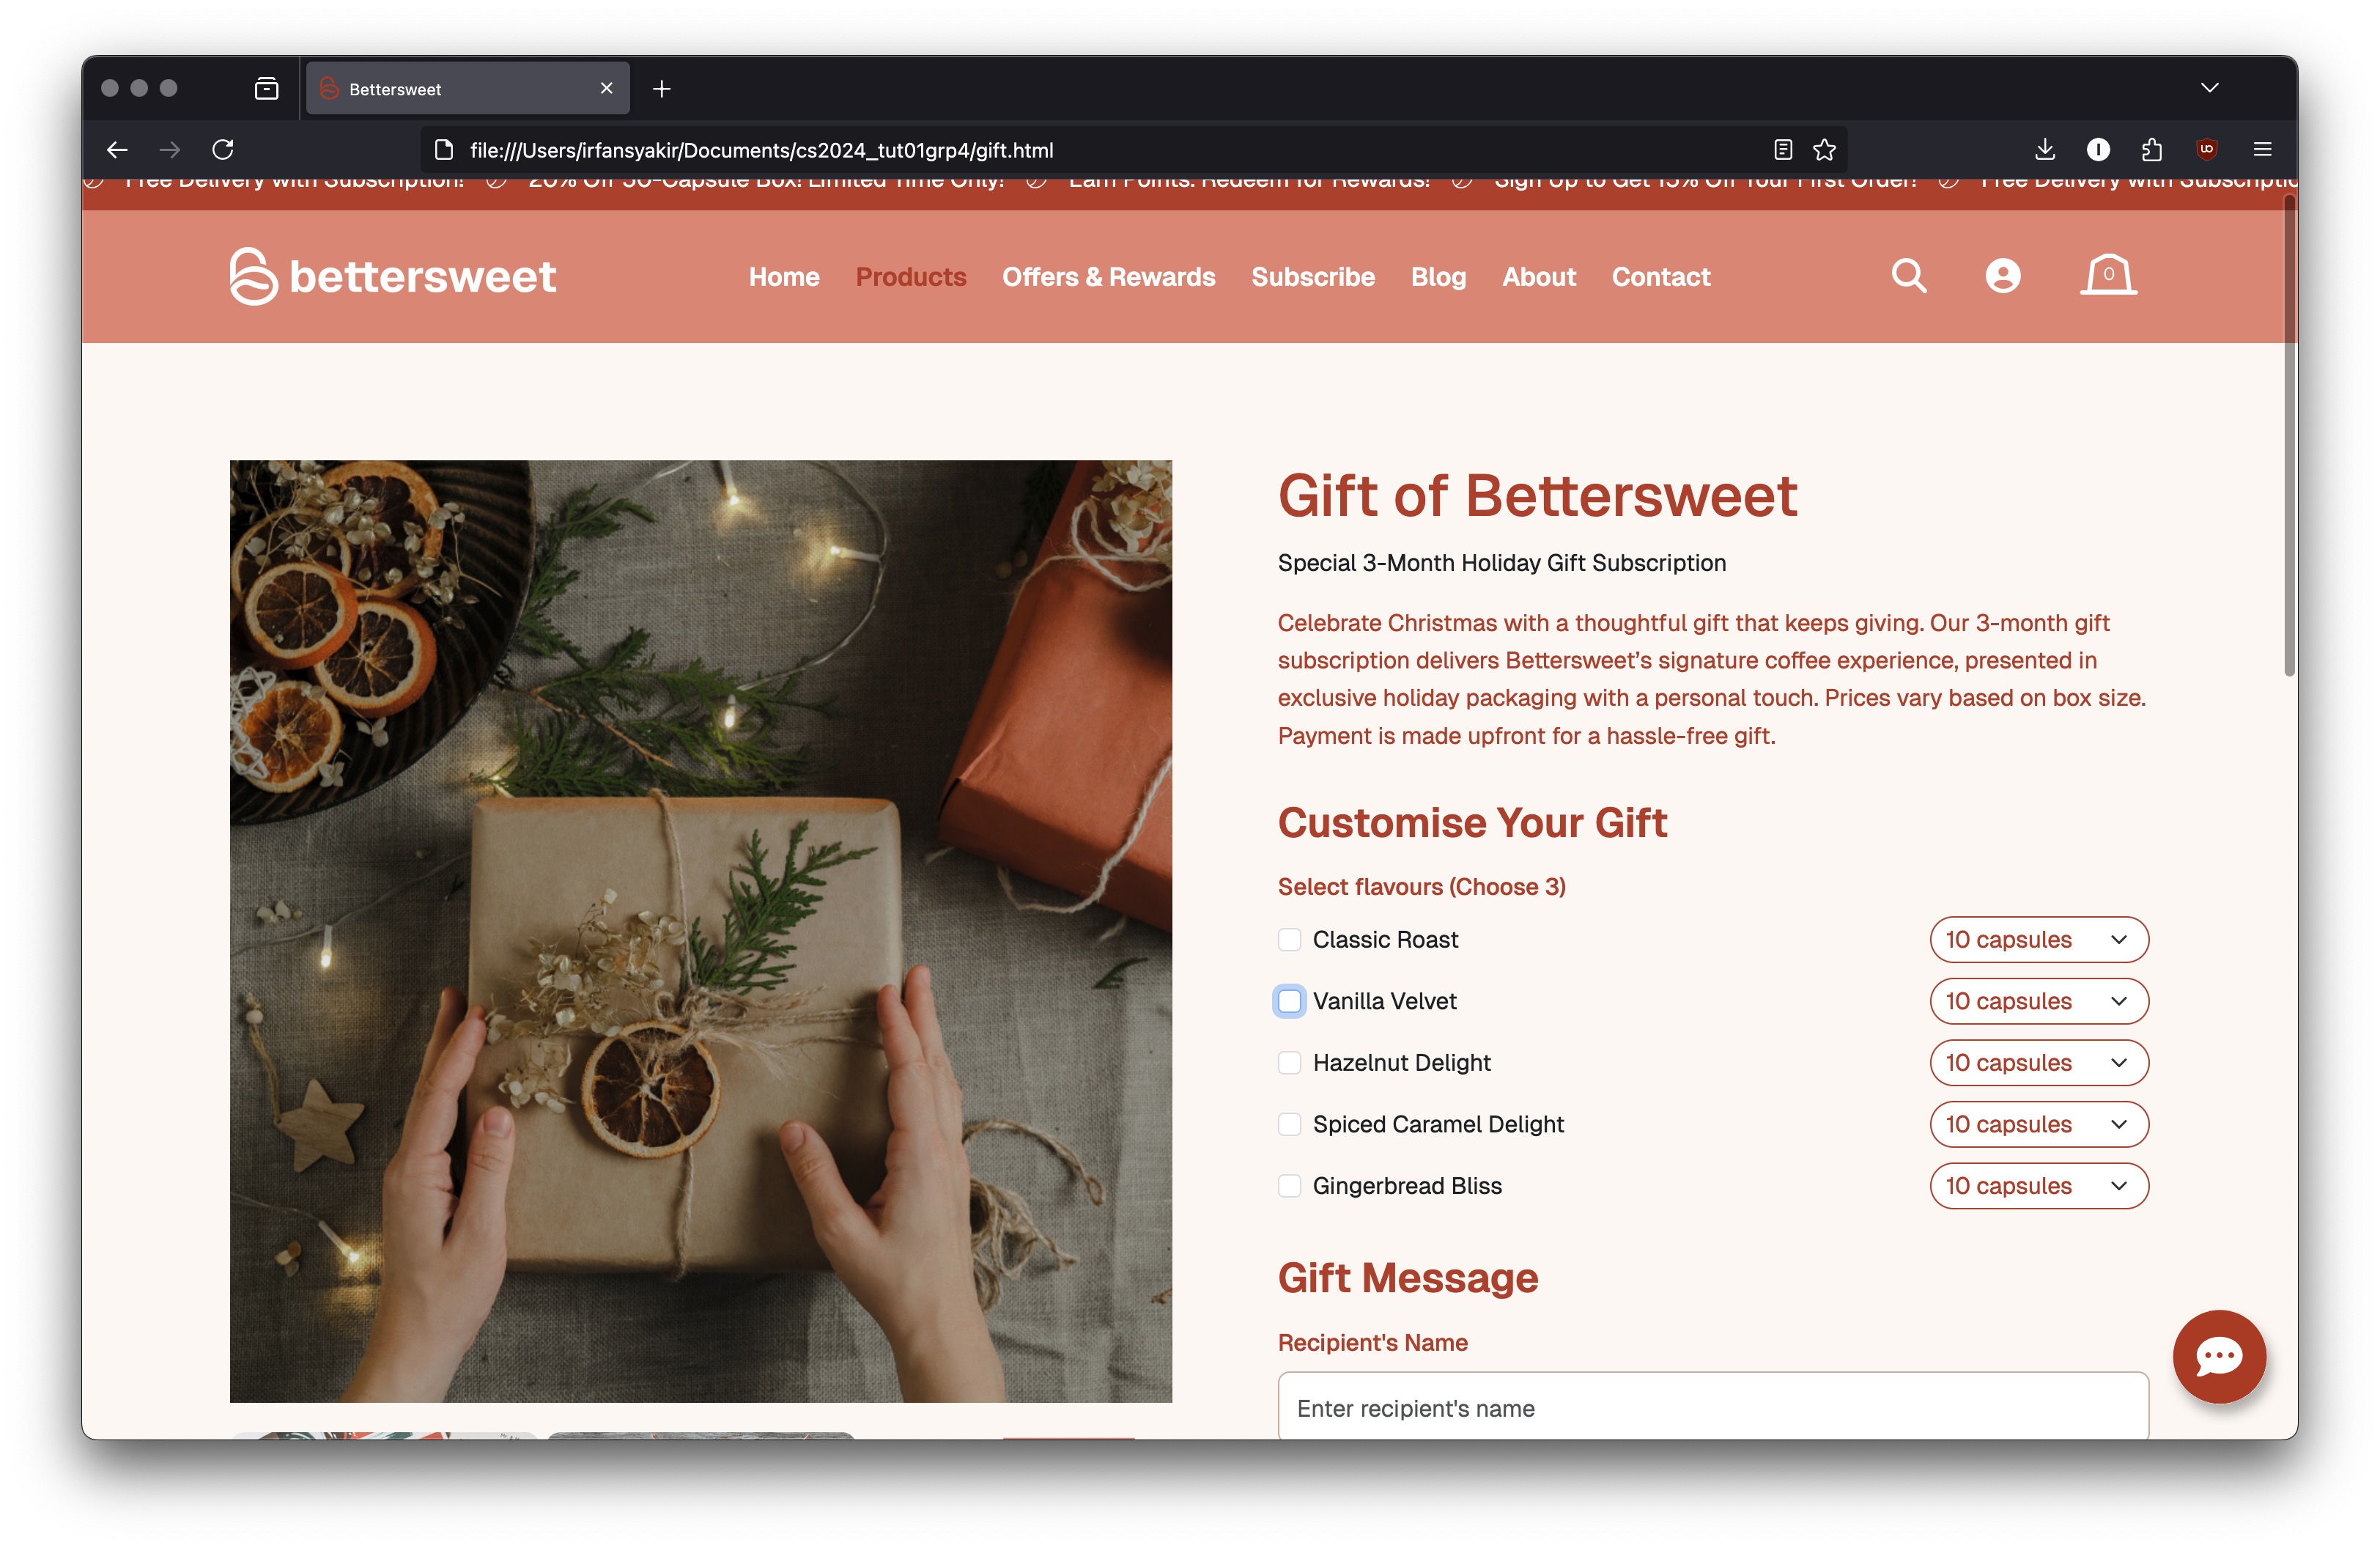 Bettersweet
file:///Users/irfansyakir/Documents/cs2024_tut01grp4/gift.html
Free Delivery with Subscription! 20% Off 50-Capsule Box! Limited Time Only! Earn Points. Redeem for Rewards! Sign Up to Get 15% Off Your First Order! Free Delivery with
bettersweet
Home Products Offers & Rewards Subscribe Blog About Contact
0
Gift of Bettersweet
Special 3-Month Holiday Gift Subscription
Celebrate Christmas with a thoughtful gift that keeps giving. Our 3-month gift
subscription delivers Bettersweet’s signature coffee experience, presented in
exclusive holiday packaging with a personal touch. Prices vary based on box size.
Payment is made upfront for a hassle-free gift.
Customise Your Gift
Select flavours (Choose 3)
Classic Roast 10 capsules
Vanilla Velvet 10 capsules
Hazelnut Delight 10 capsules
Spiced Caramel Delight 10 capsules
Gingerbread Bliss 10 capsules
Gift Message
Recipient's Name
Enter recipient's name